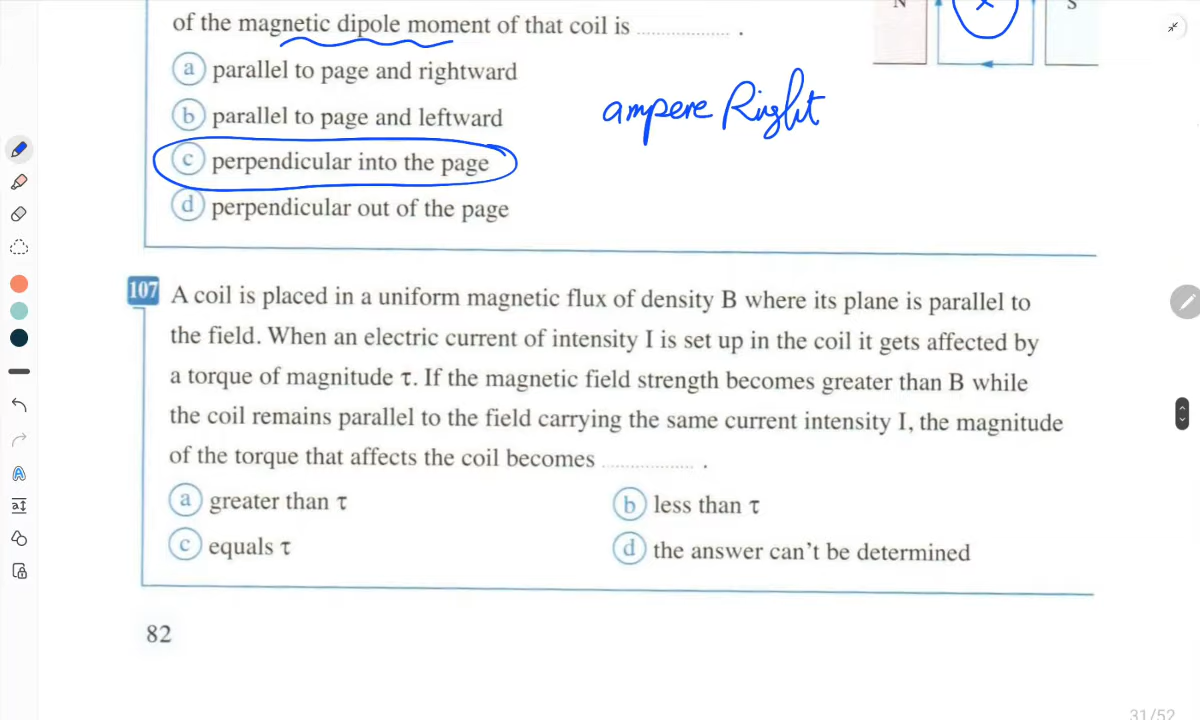 of the magnetic dipole moment of that coil is ................ .
N
S
a parallel to page and rightward
b parallel to page and leftward
ampere Right
c perpendicular into the page
d perpendicular out of the page
107 A coil is placed in a uniform magnetic flux of density B where its plane is parallel to
the field. When an electric current of intensity I is set up in the coil it gets affected by
a torque of magnitude τ. If the magnetic field strength becomes greater than B while
the coil remains parallel to the field carrying the same current intensity I, the magnitude
of the torque that affects the coil becomes ................ .
a greater than τ
b less than τ
c equals τ
d the answer can't be determined
82
31/52